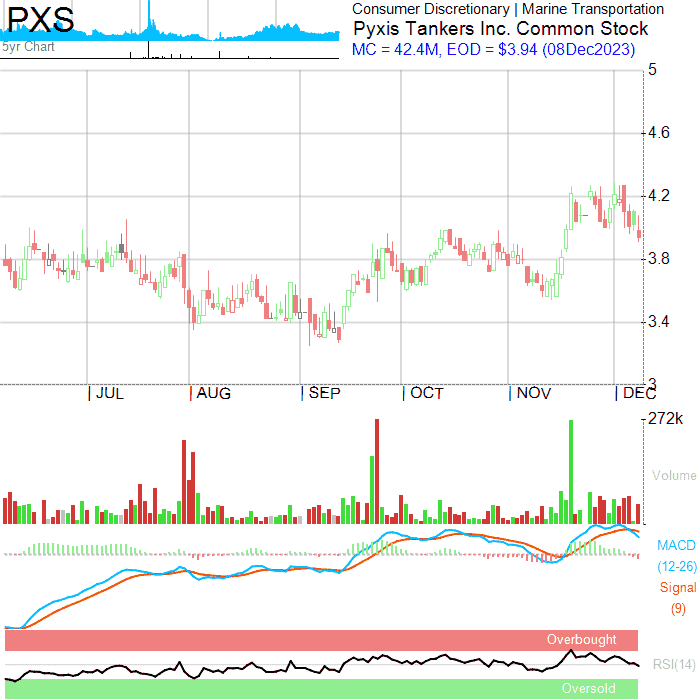 PXS
5yr Chart
Consumer Discretionary | Marine Transportation
Pyxis Tankers Inc. Common Stock
MC = 42.4M, EOD = $3.94 (08Dec2023)
5
4.6
4.2
3.8
3.4
3
| JUL | AUG | SEP | OCT | NOV | DEC
272k
Volume
MACD
(12-26)
Signal
(9)
Overbought
RSI(14)
Oversold